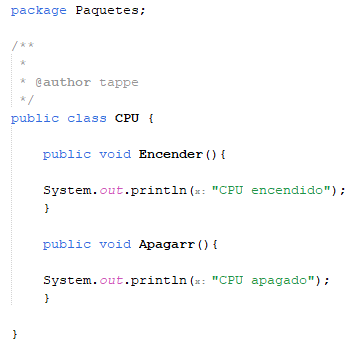 package Paquetes;
/**
*
* @author tappe
*/
public class CPU {
public void Encender(){
System.out.println(x: "CPU encendido");
}
public void Apagarr(){
System.out.println(x: "CPU apagado");
}
}